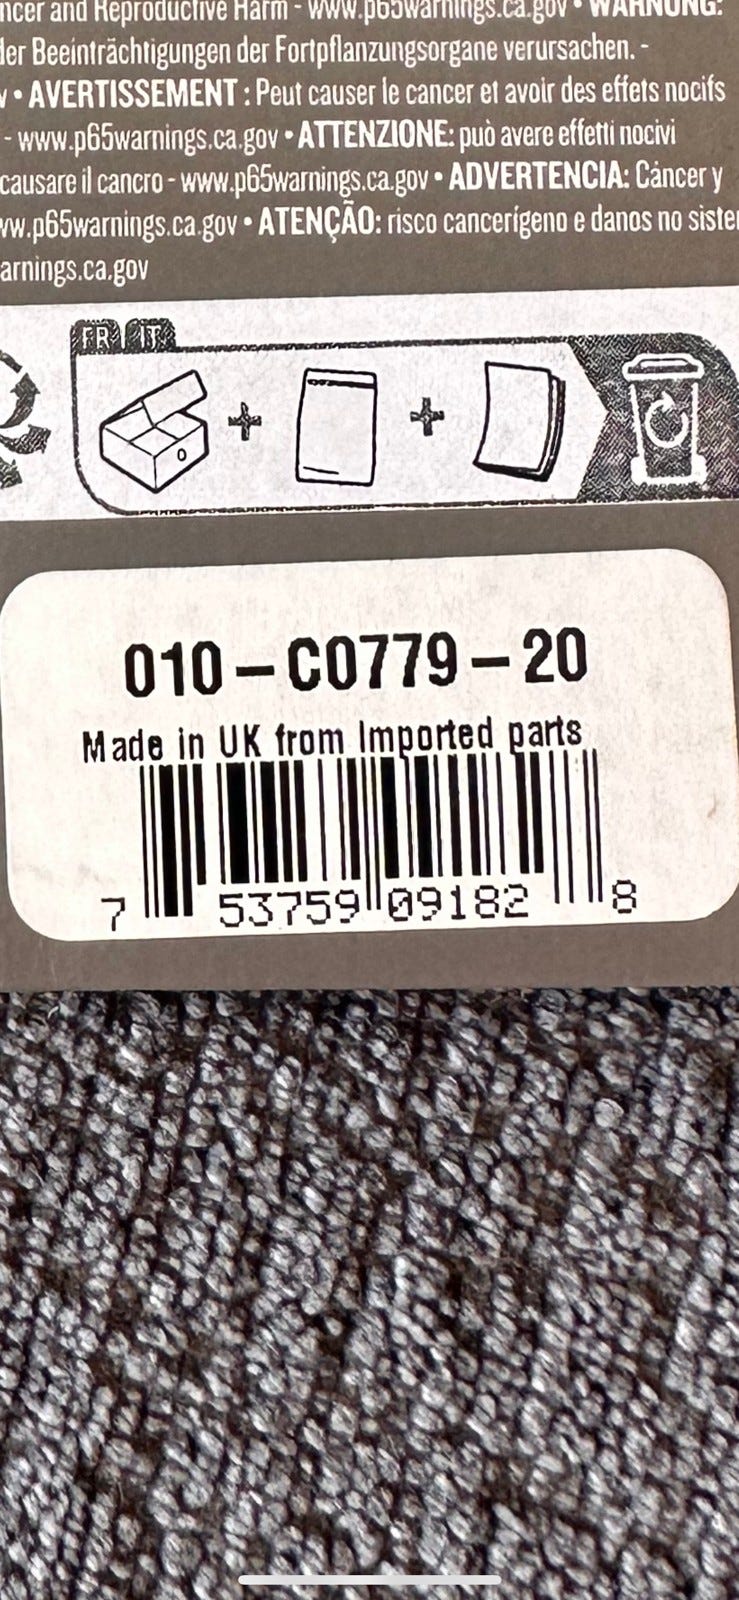 ncer and Reproductive Harm - www.p65warnings.ca.gov • WARNUNG:
der Beeinträchtigungen der Fortpflanzungsorgane verursachen. -
v • AVERTISSEMENT : Peut causer le cancer et avoir des effets nocifs
- www.p65warnings.ca.gov • ATTENZIONE: può avere effetti nocivi
causare il cancro - www.p65warnings.ca.gov • ADVERTENCIA: Cáncer y
ww.p65warnings.ca.gov • ATENÇÃO: risco cancerígeno e danos no sister
arnings.ca.gov
FR IT
010-C0779-20
Made in UK from Imported parts
7 53759 09182 8